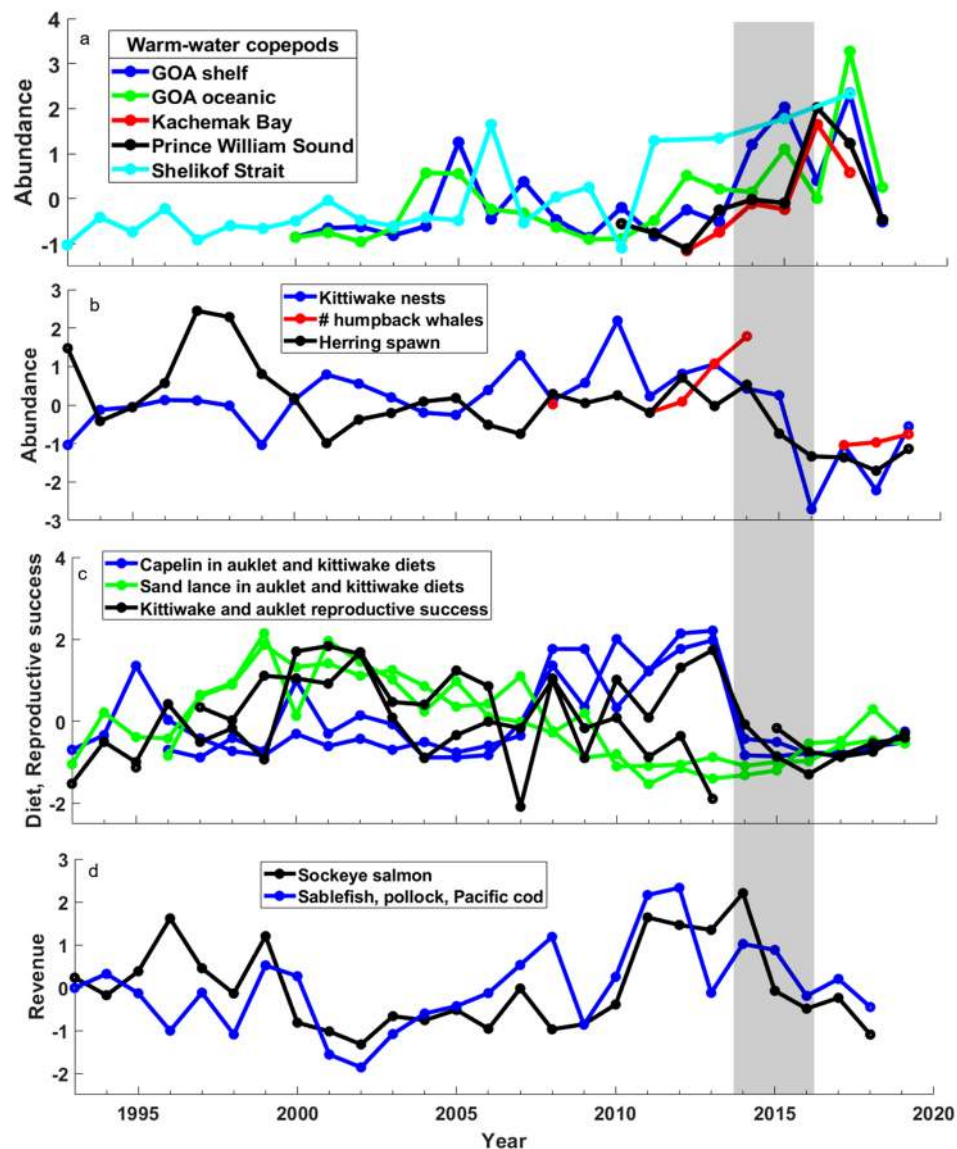 a
Warm-water copepods
GOA shelf
GOA oceanic
Kachemak Bay
Prince William Sound
Shelikof Strait
Abundance
4
3
2
1
0
-1
b
Kittiwake nests
# humpback whales
Herring spawn
Abundance
3
2
1
0
-1
-2
-3
c
Capelin in auklet and kittiwake diets
Sand lance in auklet and kittiwake diets
Kittiwake and auklet reproductive success
Diet, Reproductive success
4
2
0
-2
d
Sockeye salmon
Sablefish, pollock, Pacific cod
Revenue
3
2
1
0
-1
-2
1995 2000 2005 2010 2015 2020
Year